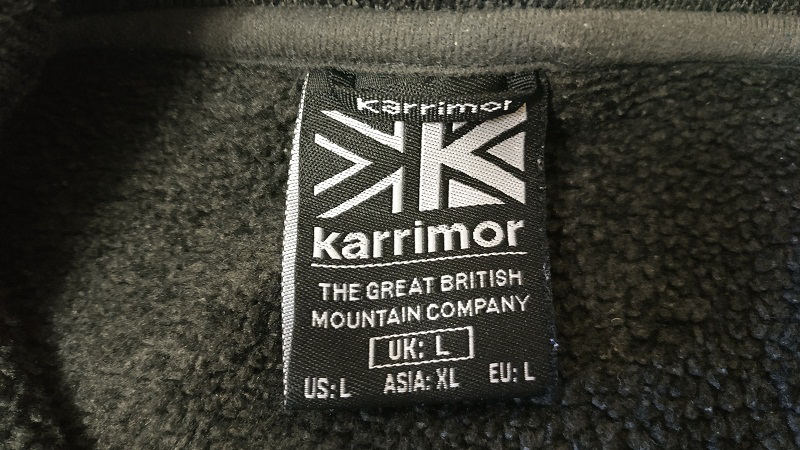 karrimor
karrimor
THE GREAT BRITISH
MOUNTAIN COMPANY
UK: L
US: L ASIA: XL EU: L